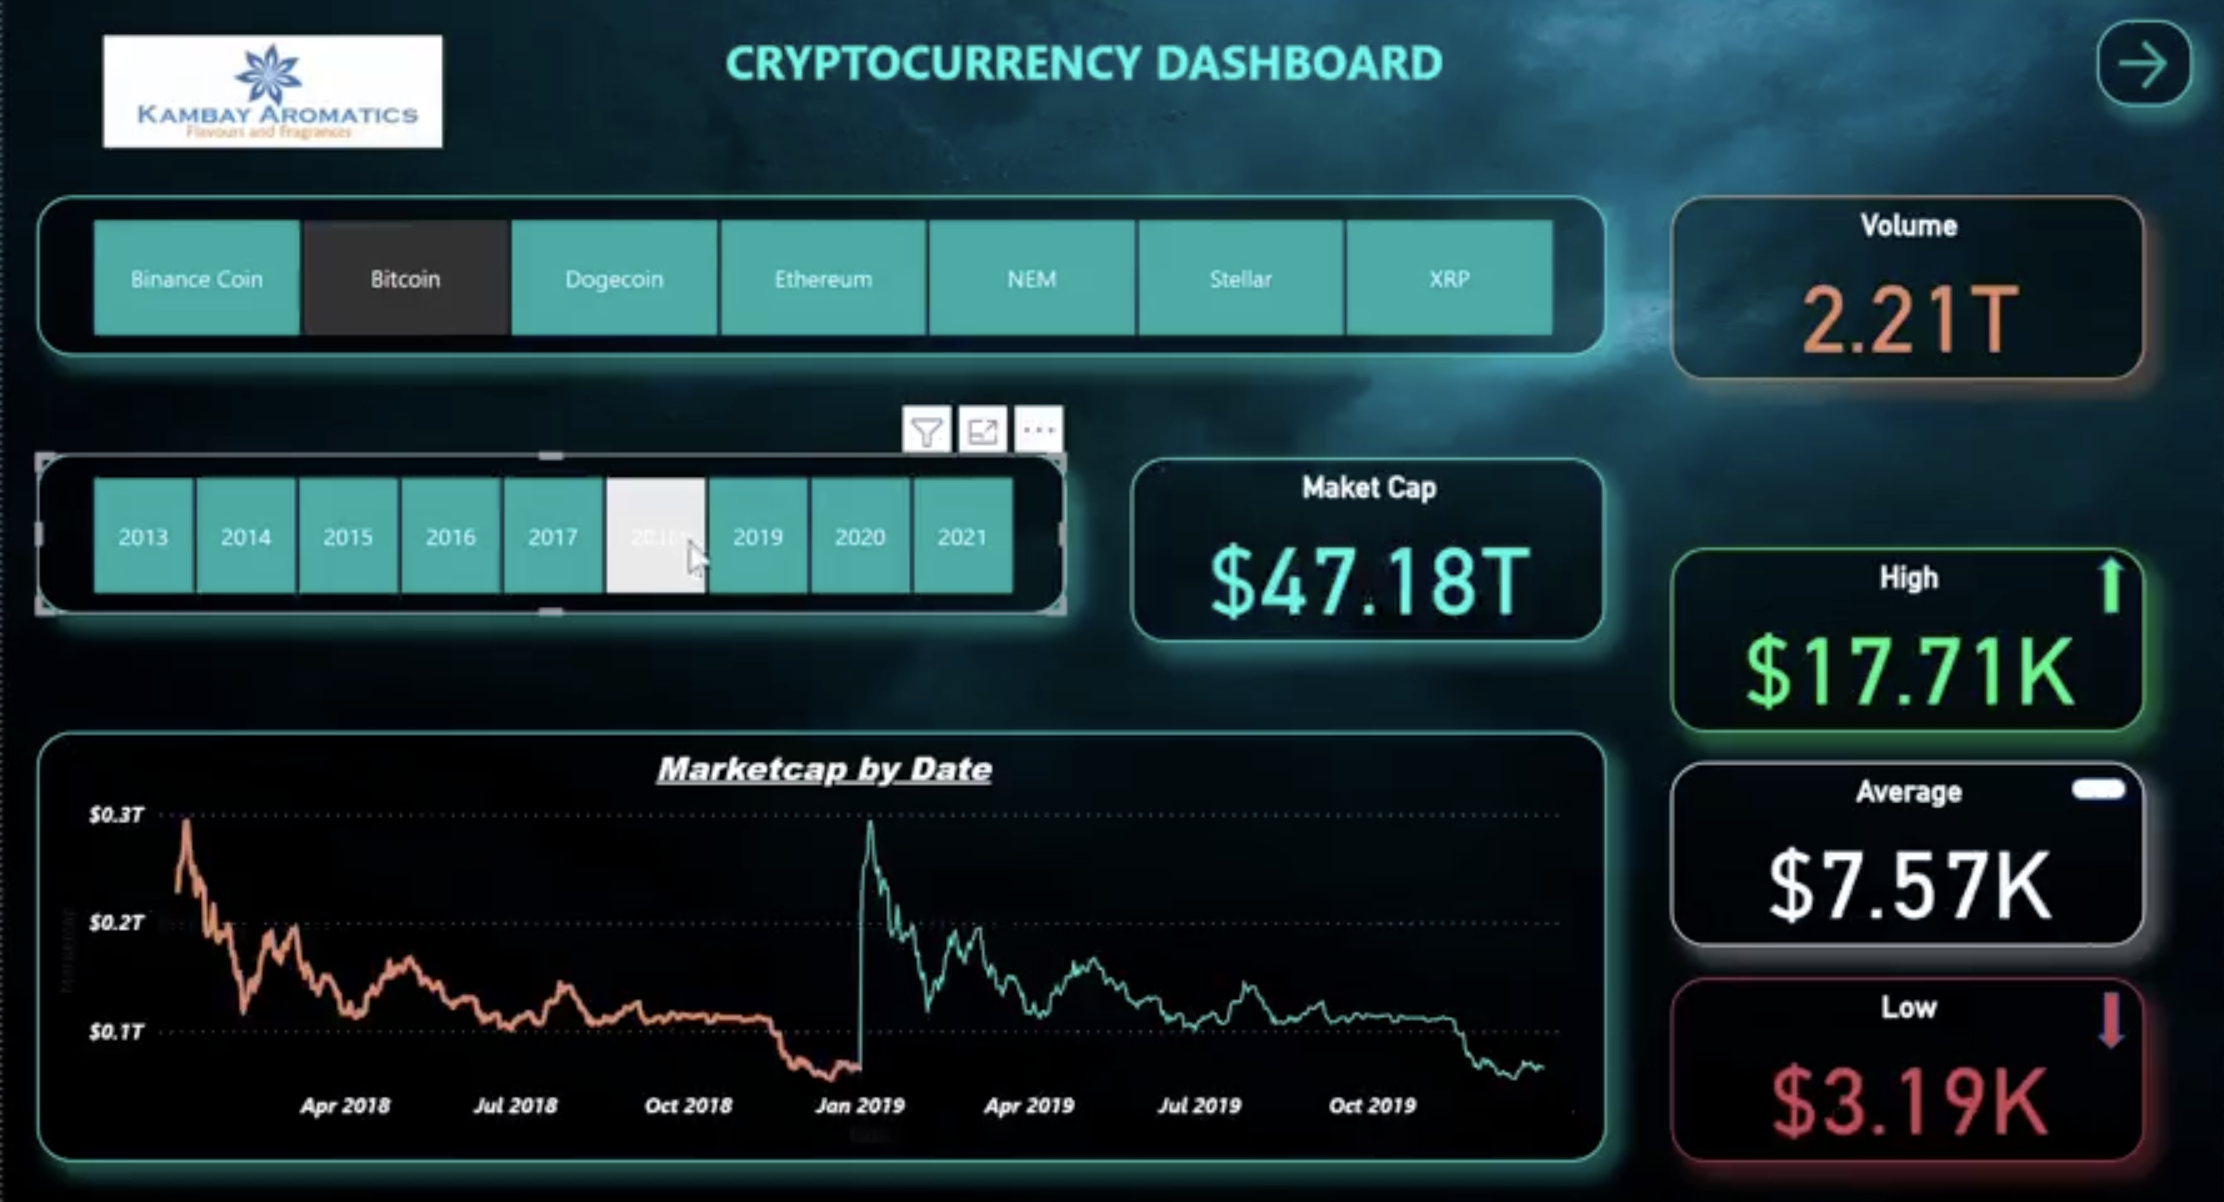 KAMBAY AROMATICS
Flavours and Fragrances
CRYPTOCURRENCY DASHBOARD
Binance Coin
Bitcoin
Dogecoin
Ethereum
NEM
Stellar
XRP
Volume
2.21T
2013
2014
2015
2016
2017
2018
2019
2020
2021
Maket Cap
$47.18T
High
$17.71K
Average
$7.57K
Low
$3.19K
Marketcap by Date
$0.3T
$0.2T
$0.1T
Apr 2018
Jul 2018
Oct 2018
Jan 2019
Apr 2019
Jul 2019
Oct 2019